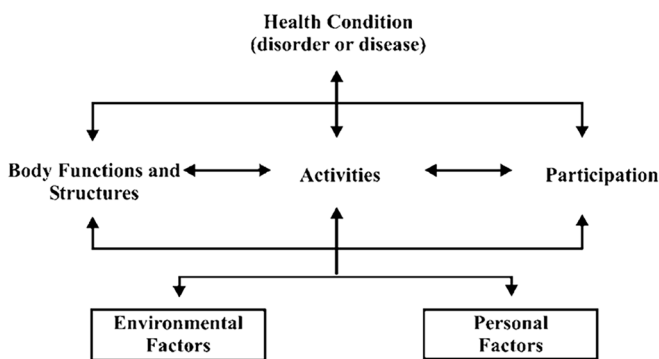 Health Condition
(disorder or disease)
Body Functions and
Structures
Activities
Participation
Environmental
Factors
Personal
Factors